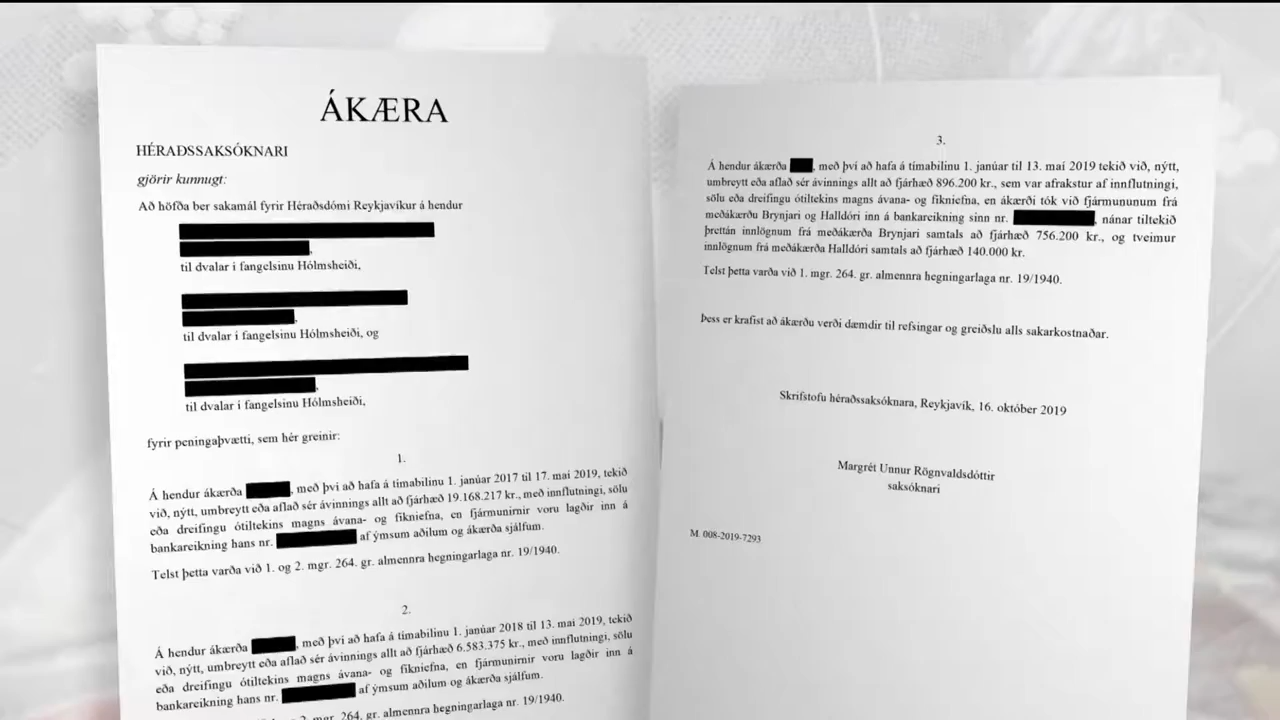 ÁKÆRA
HÉRAÐSSAKSÓKNARI
gjörir kunnugt:
Að höfða ber sakamál fyrir Héraðsdómi Reykjavíkur á hendur
,
til dvalar í fangelsinu Hólmsheiði,
,
til dvalar í fangelsinu Hólmsheiði, og
,
til dvalar í fangelsinu Hólmsheiði,
fyrir peningaþvætti, sem hér greinir:
1.
Á hendur ákærða , með því að hafa á tímabilinu 1. janúar 2017 til 17. maí 2019, tekið
við, nýtt, umbreytt eða aflað sér ávinnings allt að fjárhæð 19.168.217 kr., með innflutningi, sölu
eða dreifingu ótiltekins magns ávana- og fíkniefna, en fjármunirnir voru lagðir inn á
bankareikning hans nr. af ýmsum aðilum og ákærða sjálfum.
Telst þetta varða við 1. og 2. mgr. 264. gr. almennra hegningarlaga nr. 19/1940.
2.
Á hendur ákærða , með því að hafa á tímabilinu 1. janúar 2018 til 13. maí 2019, tekið
við, nýtt, umbreytt eða aflað sér ávinnings allt að fjárhæð 6.583.375 kr., með innflutningi, sölu
eða dreifingu ótiltekins magns ávana- og fíkniefna, en fjármunirnir voru lagðir inn á
bankareikning hans nr. af ýmsum aðilum og ákærða sjálfum.
2. mgr. 264. gr. almennra hegningarlaga nr. 19/1940.
3.
Á hendur ákærða , með því að hafa á tímabilinu 1. janúar til 13. maí 2019 tekið við, nýtt,
umbreytt eða aflað sér ávinnings allt að fjárhæð 896.200 kr., sem var afrakstur af innflutningi,
sölu eða dreifingu ótiltekins magns ávana- og fíkniefna, en ákærði tók við fjármununum frá
meðákærðu Brynjari og Halldóri inn á bankareikning sinn nr. , nánar tiltekið
þrettán innlögnum frá meðákærða Brynjari samtals að fjárhæð 756.200 kr., og tveimur
innlögnum frá meðákærða Halldóri samtals að fjárhæð 140.000 kr.
Telst þetta varða við 1. mgr. 264. gr. almennra hegningarlaga nr. 19/1940.
Þess er krafist að ákærðu verði dæmdir til refsingar og greiðslu alls sakarkostnaðar.
Skrifstofu héraðssaksóknara, Reykjavík, 16. október 2019
Margrét Unnur Rögnvaldsdóttir
saksóknari
M. 008-2019-7293